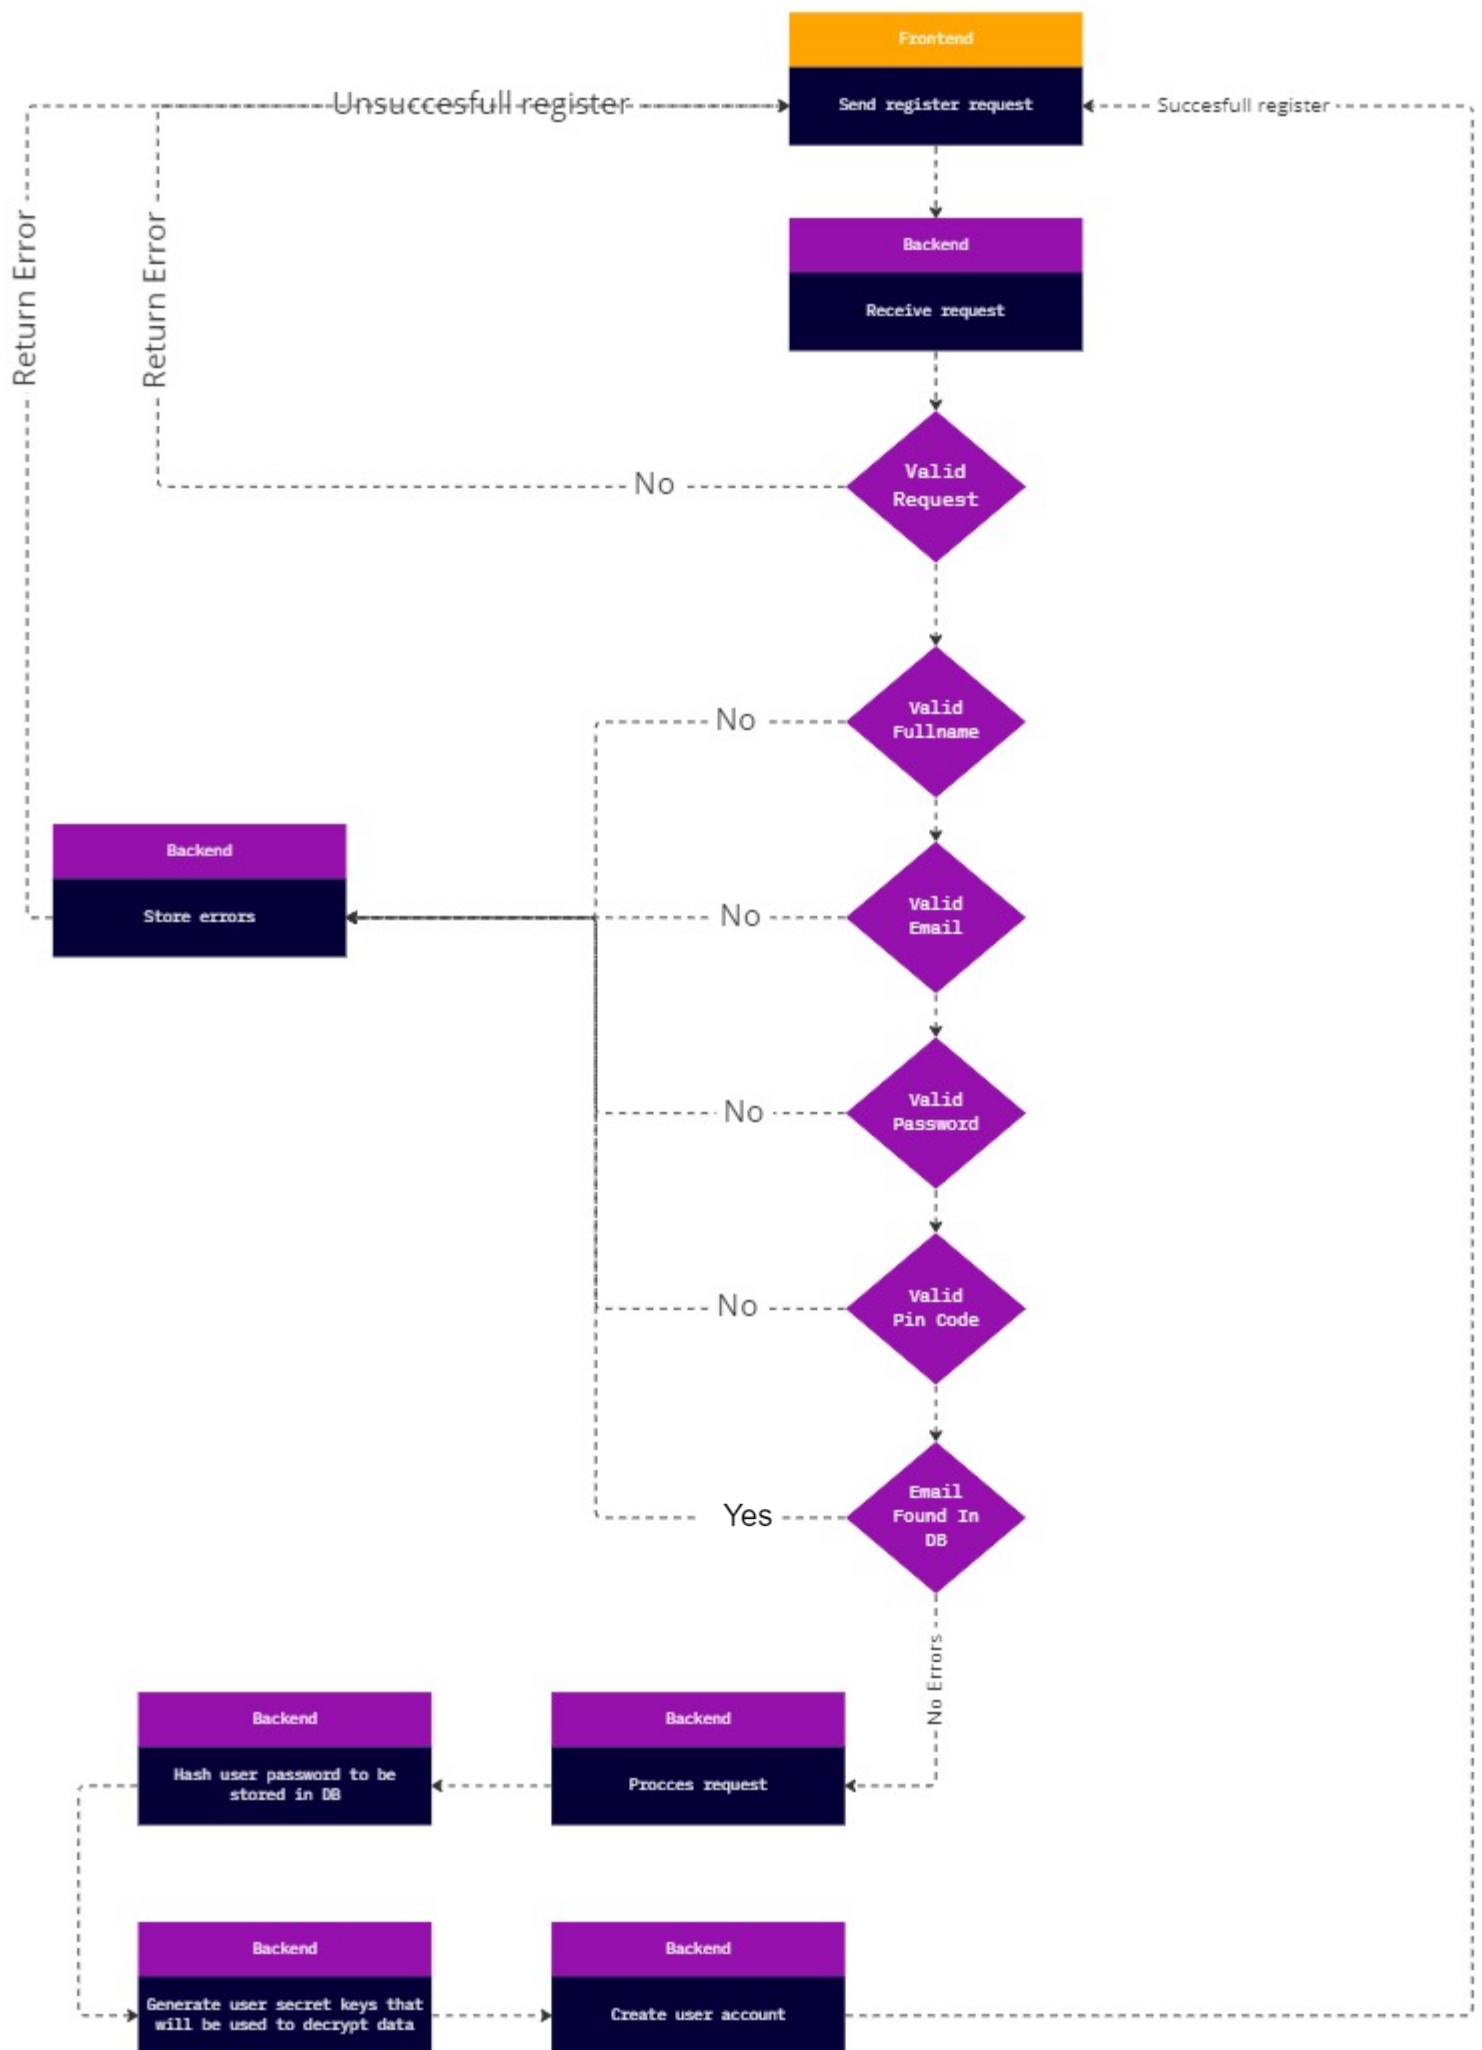 Frontend
Unsuccesfull register
Send register request
Succesfull register
Return Error
Return Error
Backend
Receive request
Valid
Request
No
Valid
Fullname
No
Backend
Store errors
Valid
Email
No
Valid
Password
No
Valid
Pin Code
No
Email
Found In
DB
Yes
No Errors
Backend
Hash user password to be
stored in DB
Backend
Procces request
Backend
Generate user secret keys that
will be used to decrypt data
Backend
Create user account